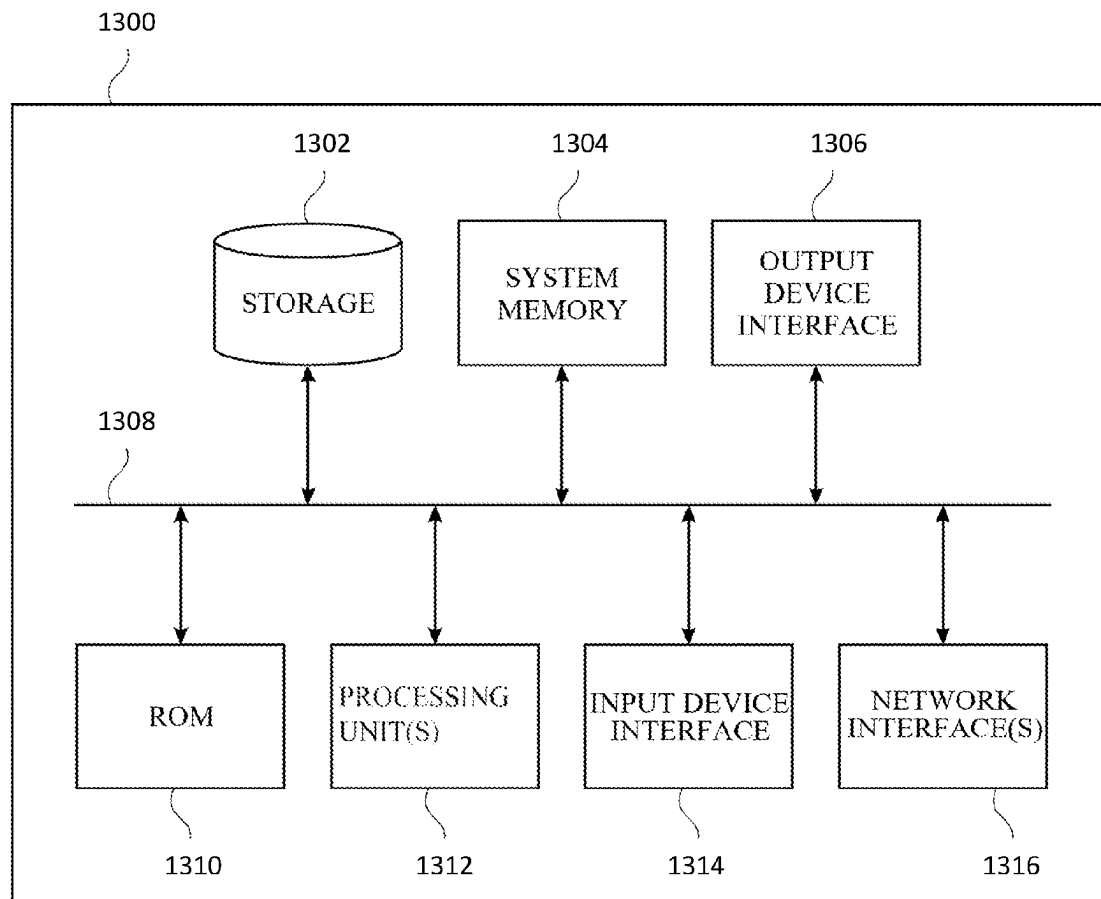 1300
1302
1304
1306
STORAGE
SYSTEM
MEMORY
OUTPUT
DEVICE
INTERFACE
1308
ROM
PROCESSING
UNIT(S)
INPUT DEVICE
INTERFACE
NETWORK
INTERFACE(S)
1310
1312
1314
1316